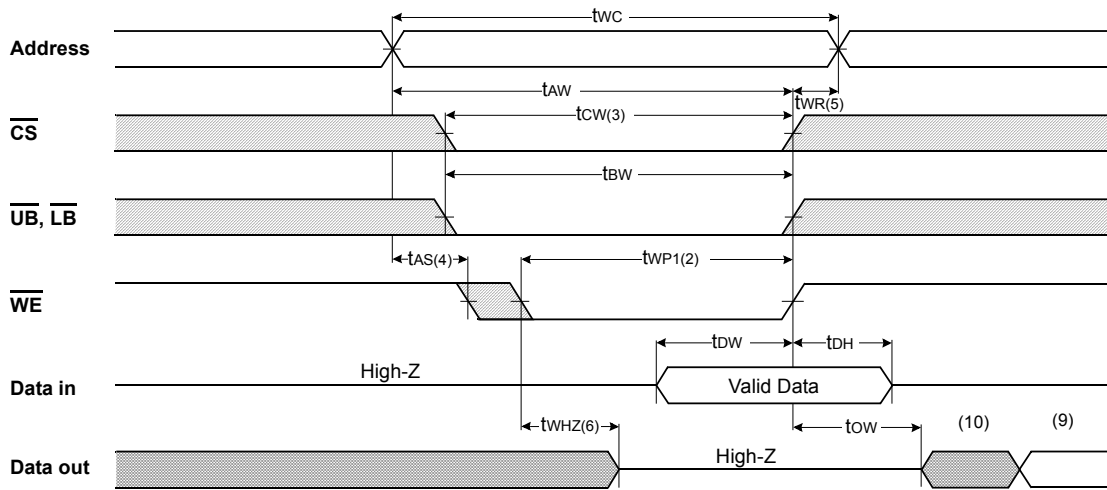 tWC
Address
tAW
tWR(5)
tCW(3)
CS
tBW
UB, LB
tAS(4)
tWP1(2)
WE
tDW
tDH
High-Z
Data in
Valid Data
tWHZ(6)
tOW
(10)
(9)
High-Z
Data out